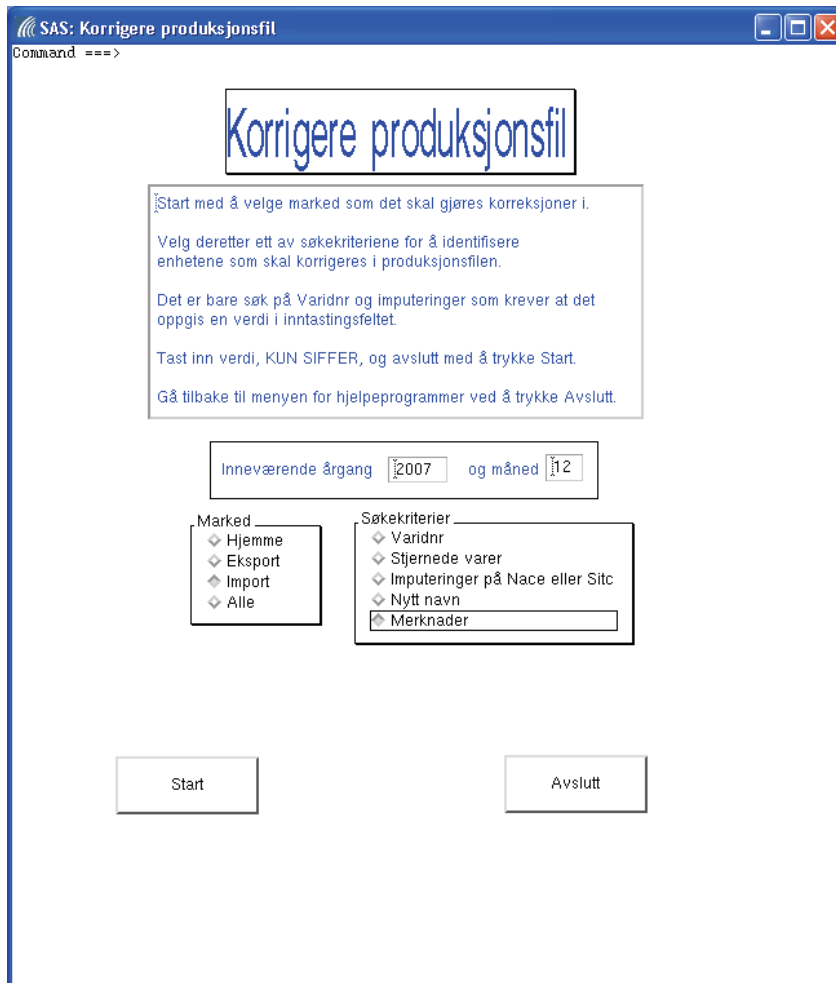 SAS: Korrigere produksjonsfil
Command ===>
Korrigere produksjonsfil
Start med å velge marked som det skal gjøres korreksjoner i.
Velg deretter ett av søkekriteriene for å identifisere
enhetene som skal korrigeres i produksjonsfilen.
Det er bare søk på Varidnr og imputeringer som krever at det
oppgis en verdi i inntastingsfeltet.
Tast inn verdi, KUN SIFFER, og avslutt med å trykke Start.
Gå tilbake til menyen for hjelpeprogrammer ved å trykke Avslutt.
Inneværende årgang 2007 og måned 12
Marked
Hjemme
Eksport
Import
Alle
Søkekriterier
Varidnr
Stjernede varer
Imputeringer på Nace eller Sitc
Nytt navn
Merknader
Start
Avslutt